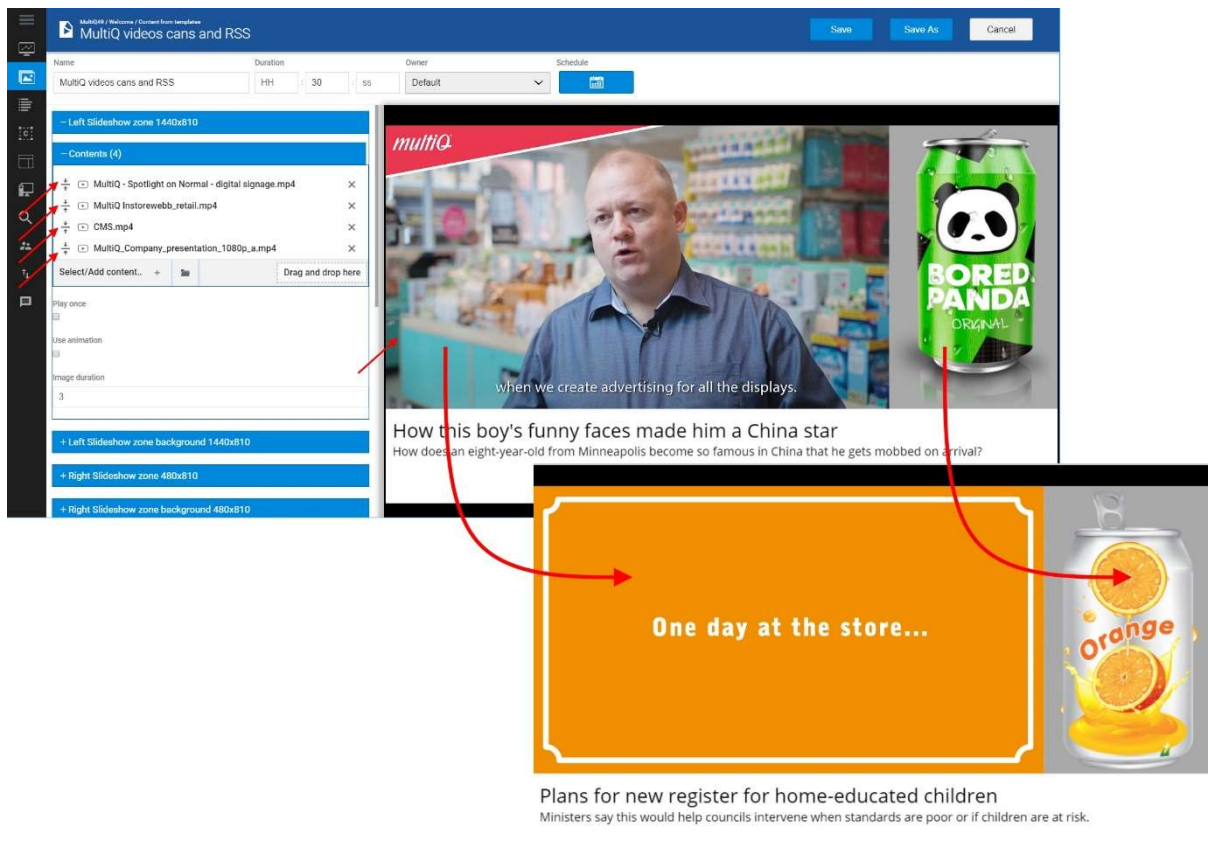 MultiQ49 / Welcome / Content from templates
MultiQ videos cans and RSS
Save
Save As
Cancel
Name
Duration
Owner
Schedule
MultiQ videos cans and RSS
HH : 30 : ss
Default
– Left Slideshow zone 1440x810
– Contents (4)
MultiQ - Spotlight on Normal - digital signage.mp4
MultiQ Instorewebb_retail.mp4
CMS.mp4
MultiQ_Company_presentation_1080p_a.mp4
Select/Add content.. +
Drag and drop here
Play once
Use animation
Image duration
3
+ Left Slideshow zone background 1440x810
+ Right Slideshow zone 480x810
+ Right Slideshow zone background 480x810
multiQ
BORED
PANDA
ORIGINAL
when we create advertising for all the displays.
How this boy's funny faces made him a China star
How does an eight-year-old from Minneapolis become so famous in China that he gets mobbed on arrival?
One day at the store...
Orange
Plans for new register for home-educated children
Ministers say this would help councils intervene when standards are poor or if children are at risk.